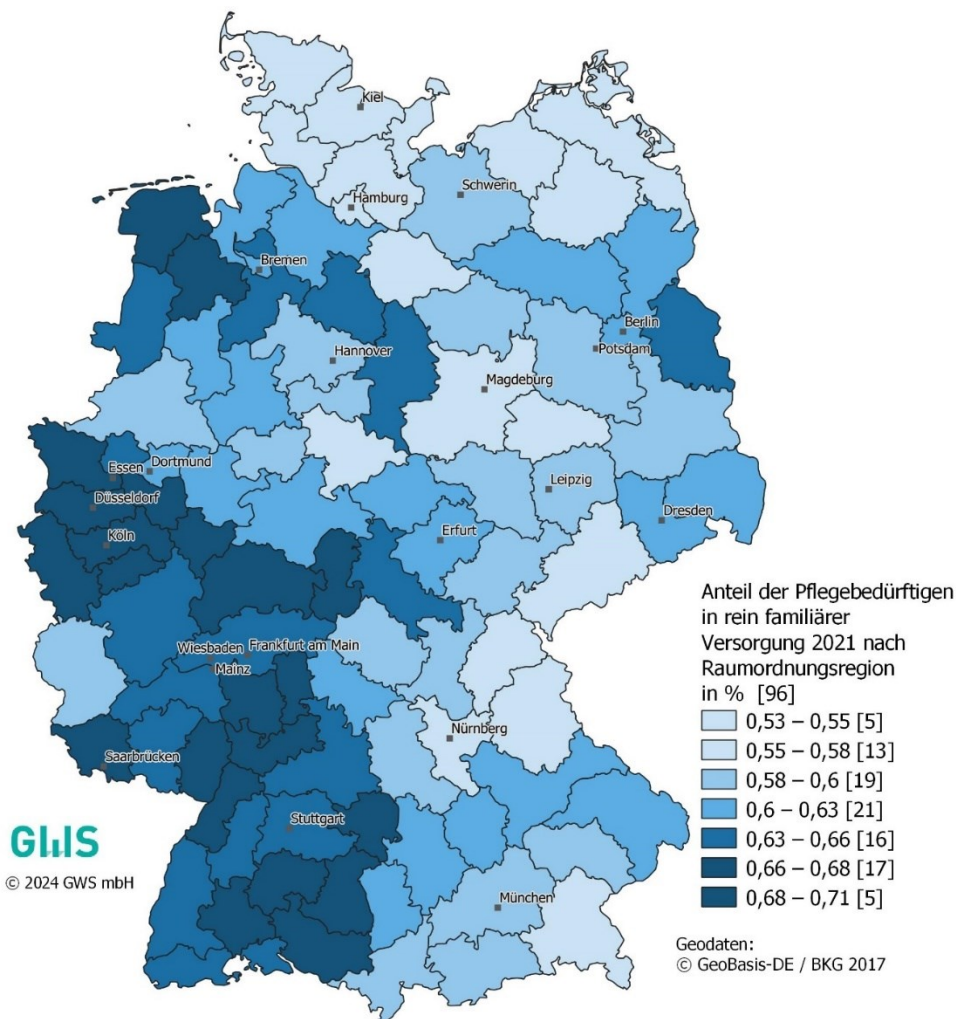 Kiel
Schwerin
Hamburg
Bremen
Berlin
Potsdam
Hannover
Magdeburg
Essen
Dortmund
Düsseldorf
Leipzig
Dresden
Köln
Erfurt
Wiesbaden
Frankfurt am Main
Mainz
Nürnberg
Saarbrücken
Stuttgart
München
Anteil der Pflegebedürftigen
in rein familiärer
Versorgung 2021 nach
Raumordnungsregion
in % [96]
0,53 – 0,55 [5]
0,55 – 0,58 [13]
0,58 – 0,6 [19]
0,6 – 0,63 [21]
0,63 – 0,66 [16]
0,66 – 0,68 [17]
0,68 – 0,71 [5]
Geodaten:
© GeoBasis-DE / BKG 2017
GWS
© 2024 GWS mbH